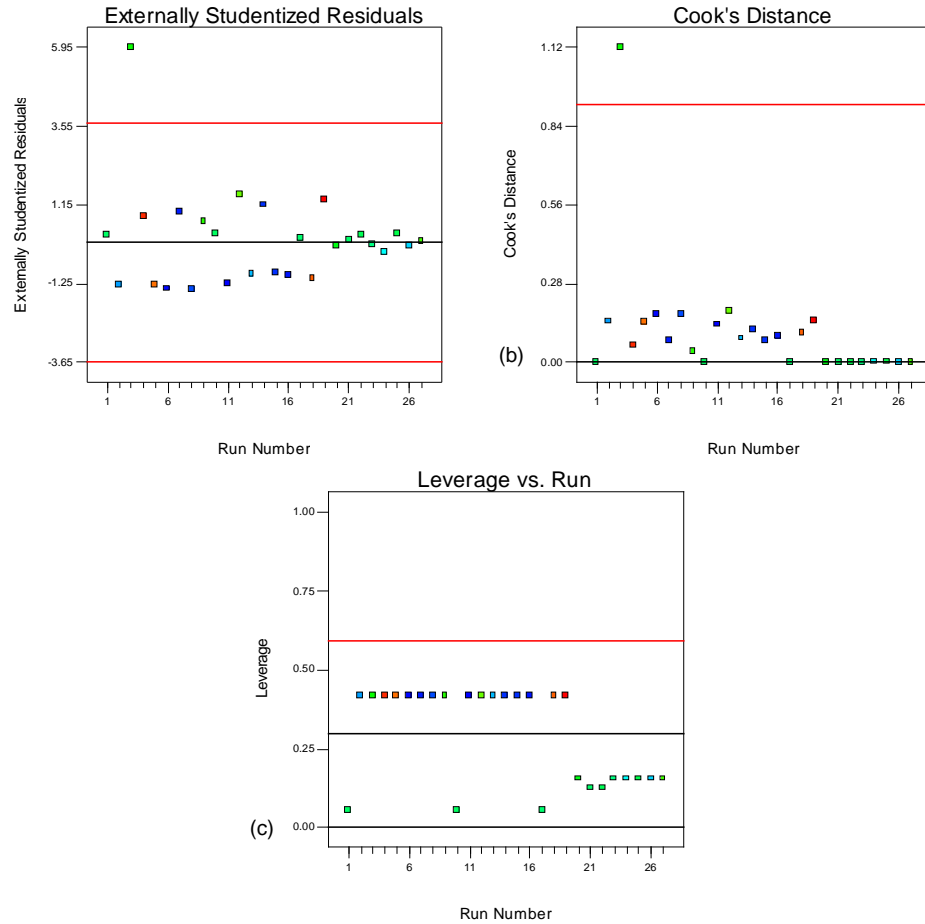 Externally Studentized Residuals
Externally Studentized Residuals
5.95
3.55
1.15
-1.25
-3.65
1 6 11 16 21 26
Run Number
Cook's Distance
(b)
Cook's Distance
1.12
0.84
0.56
0.28
0.00
1 6 11 16 21 26
Run Number
Leverage vs. Run
(c)
Leverage
1.00
0.75
0.50
0.25
0.00
1 6 11 16 21 26
Run Number